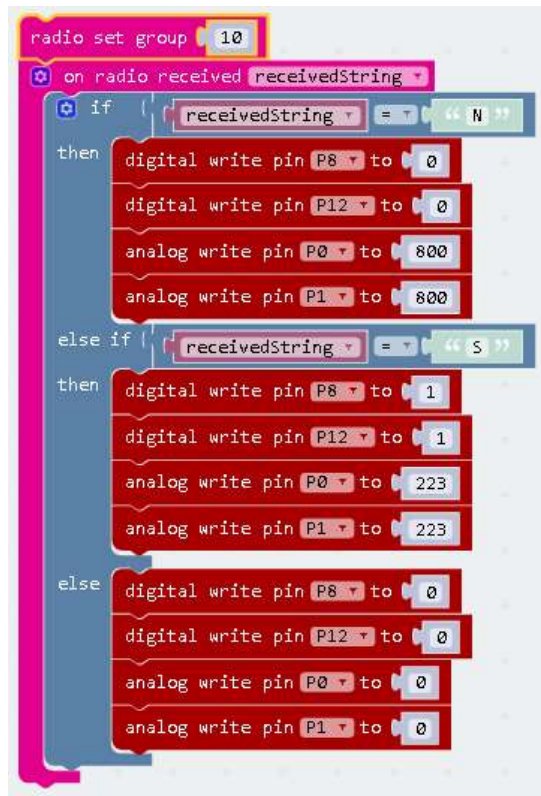 radio set group 10
on radio received receivedString
if receivedString = “ N ”
then digital write pin P8 to 0
digital write pin P12 to 0
analog write pin P0 to 800
analog write pin P1 to 800
else if receivedString = “ S ”
then digital write pin P8 to 1
digital write pin P12 to 1
analog write pin P0 to 223
analog write pin P1 to 223
else digital write pin P8 to 0
digital write pin P12 to 0
analog write pin P0 to 0
analog write pin P1 to 0